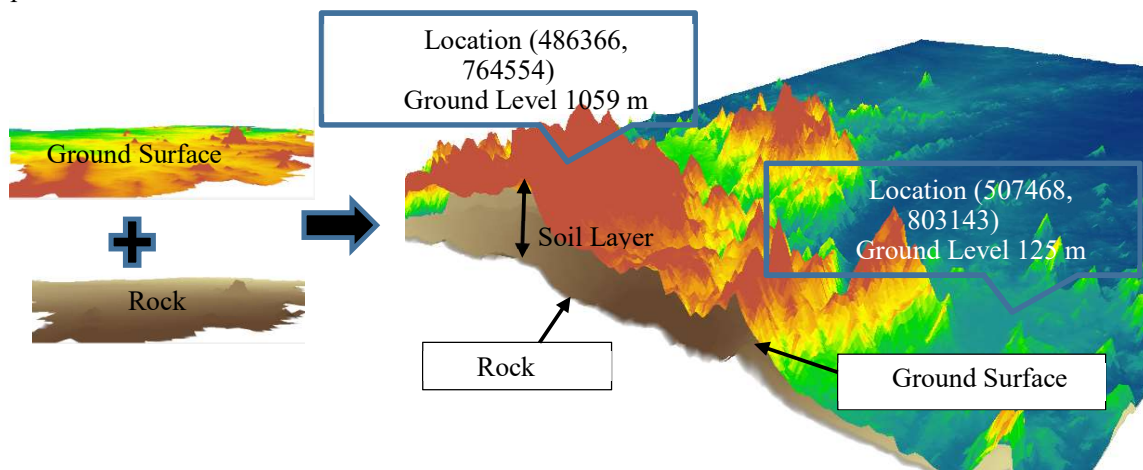 Location (486366,
764554)
Ground Level 1059 m
Ground Surface
Location (507468,
803143)
Ground Level 125 m
Soil Layer
Rock
Rock
Ground Surface